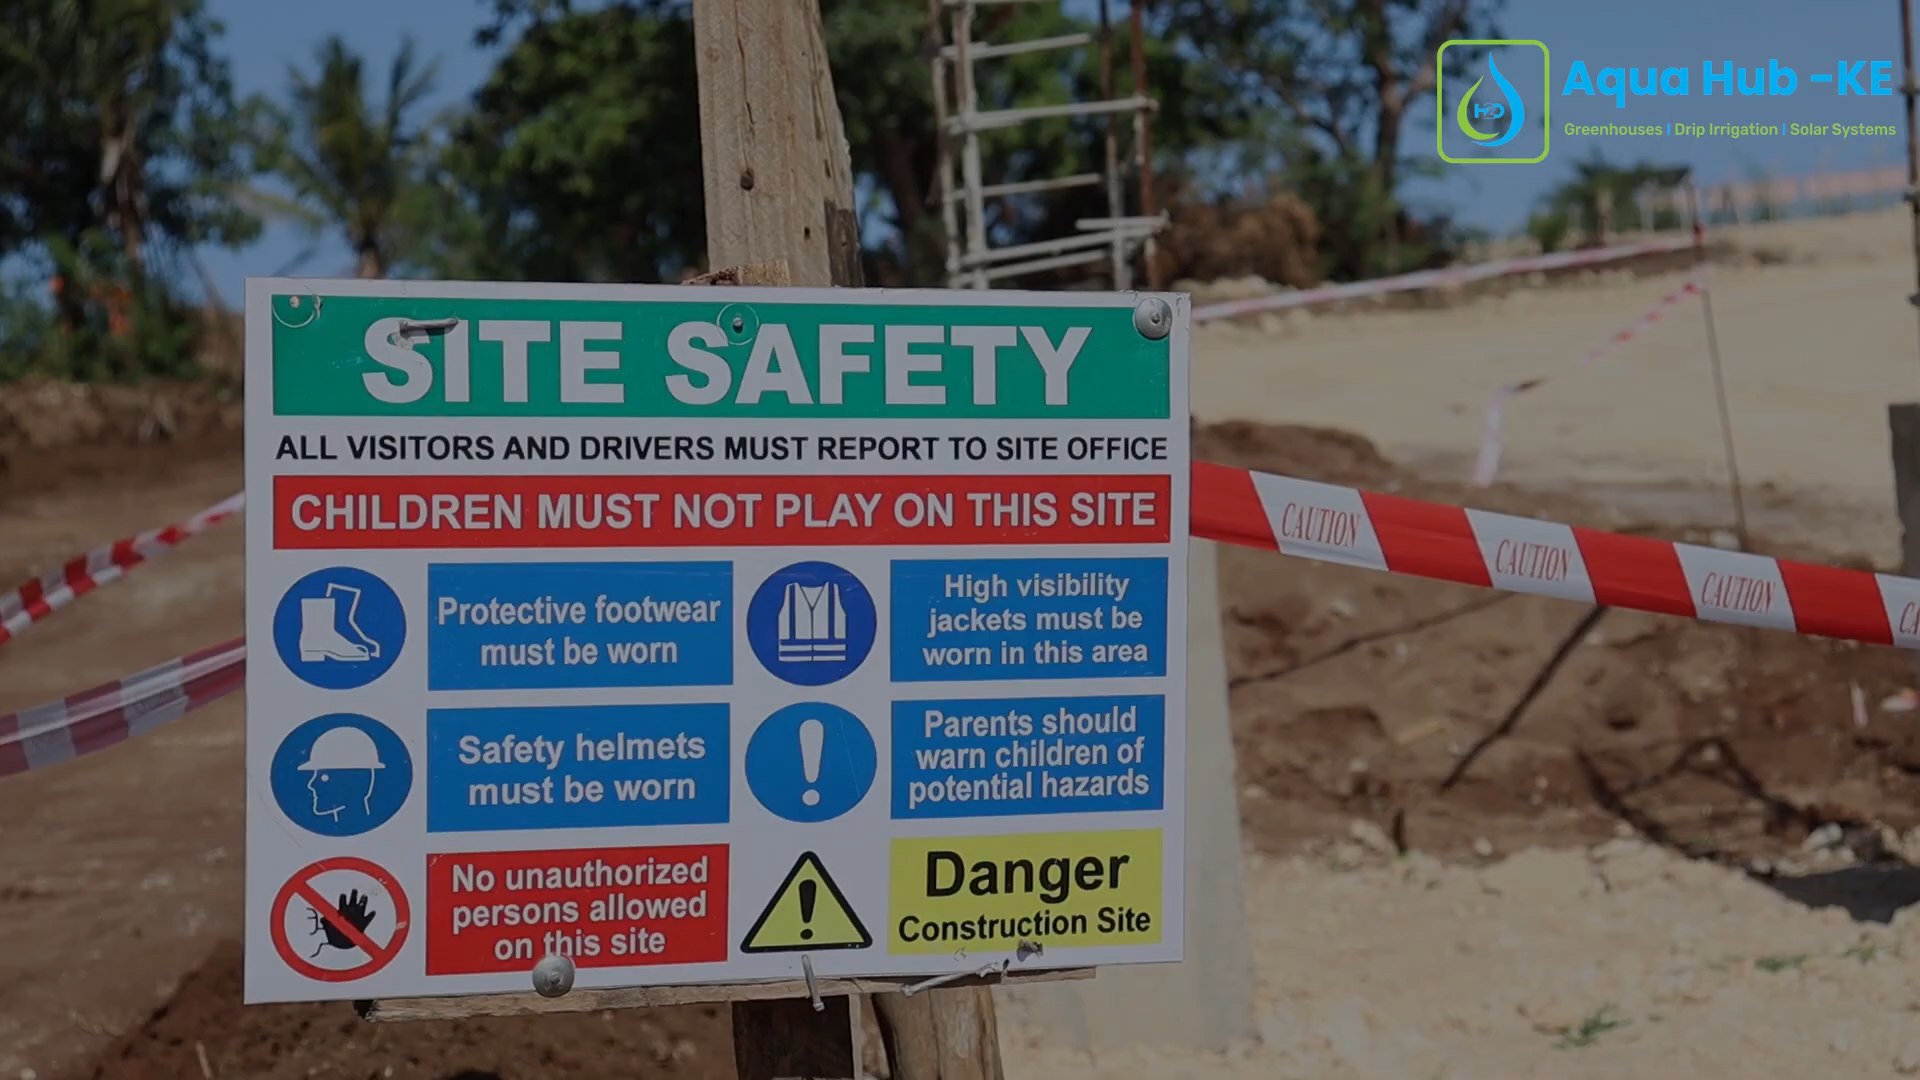 Aqua Hub -KE
Greenhouses | Drip Irrigation | Solar Systems
H2O
SITE SAFETY
ALL VISITORS AND DRIVERS MUST REPORT TO SITE OFFICE
CHILDREN MUST NOT PLAY ON THIS SITE
Protective footwear
must be worn
High visibility
jackets must be
worn in this area
Safety helmets
must be worn
Parents should
warn children of
potential hazards
No unauthorized
persons allowed
on this site
Danger
Construction Site
CAUTION
CAUTION
CAUTION
CA